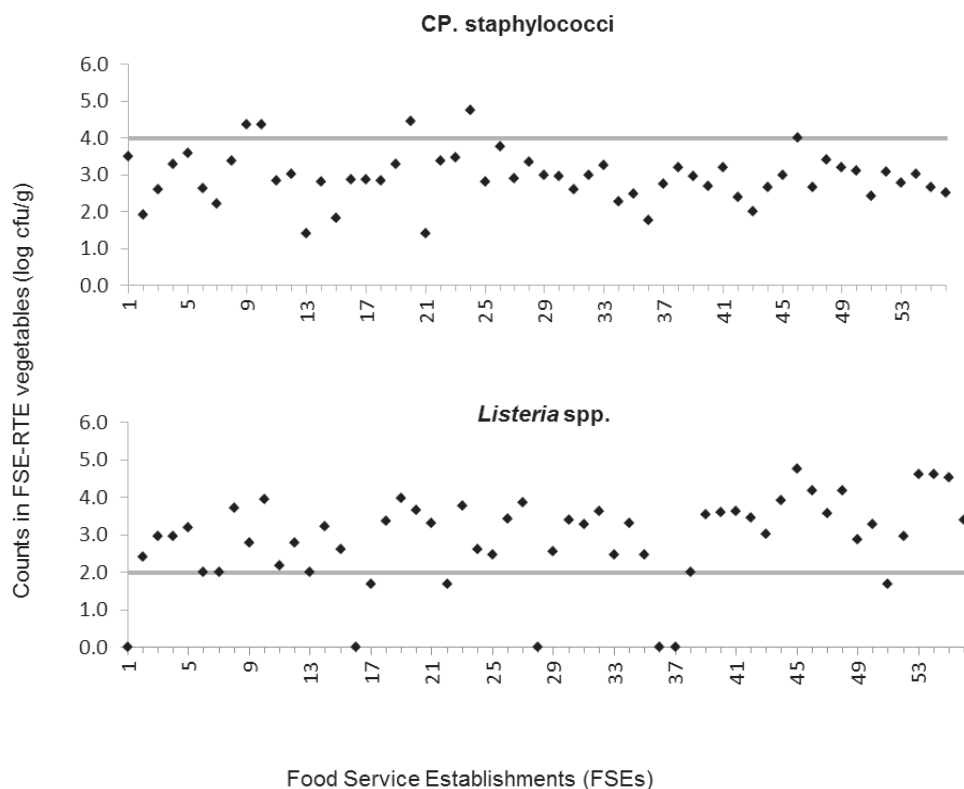 CP. staphylococci
6.0
5.0
4.0
3.0
2.0
1.0
0.0
1 5 9 13 17 21 25 29 33 37 41 45 49 53
Counts in FSE-RTE vegetables (log cfu/g)
Listeria spp.
6.0
5.0
4.0
3.0
2.0
1.0
0.0
1 5 9 13 17 21 25 29 33 37 41 45 49 53
Food Service Establishments (FSEs)